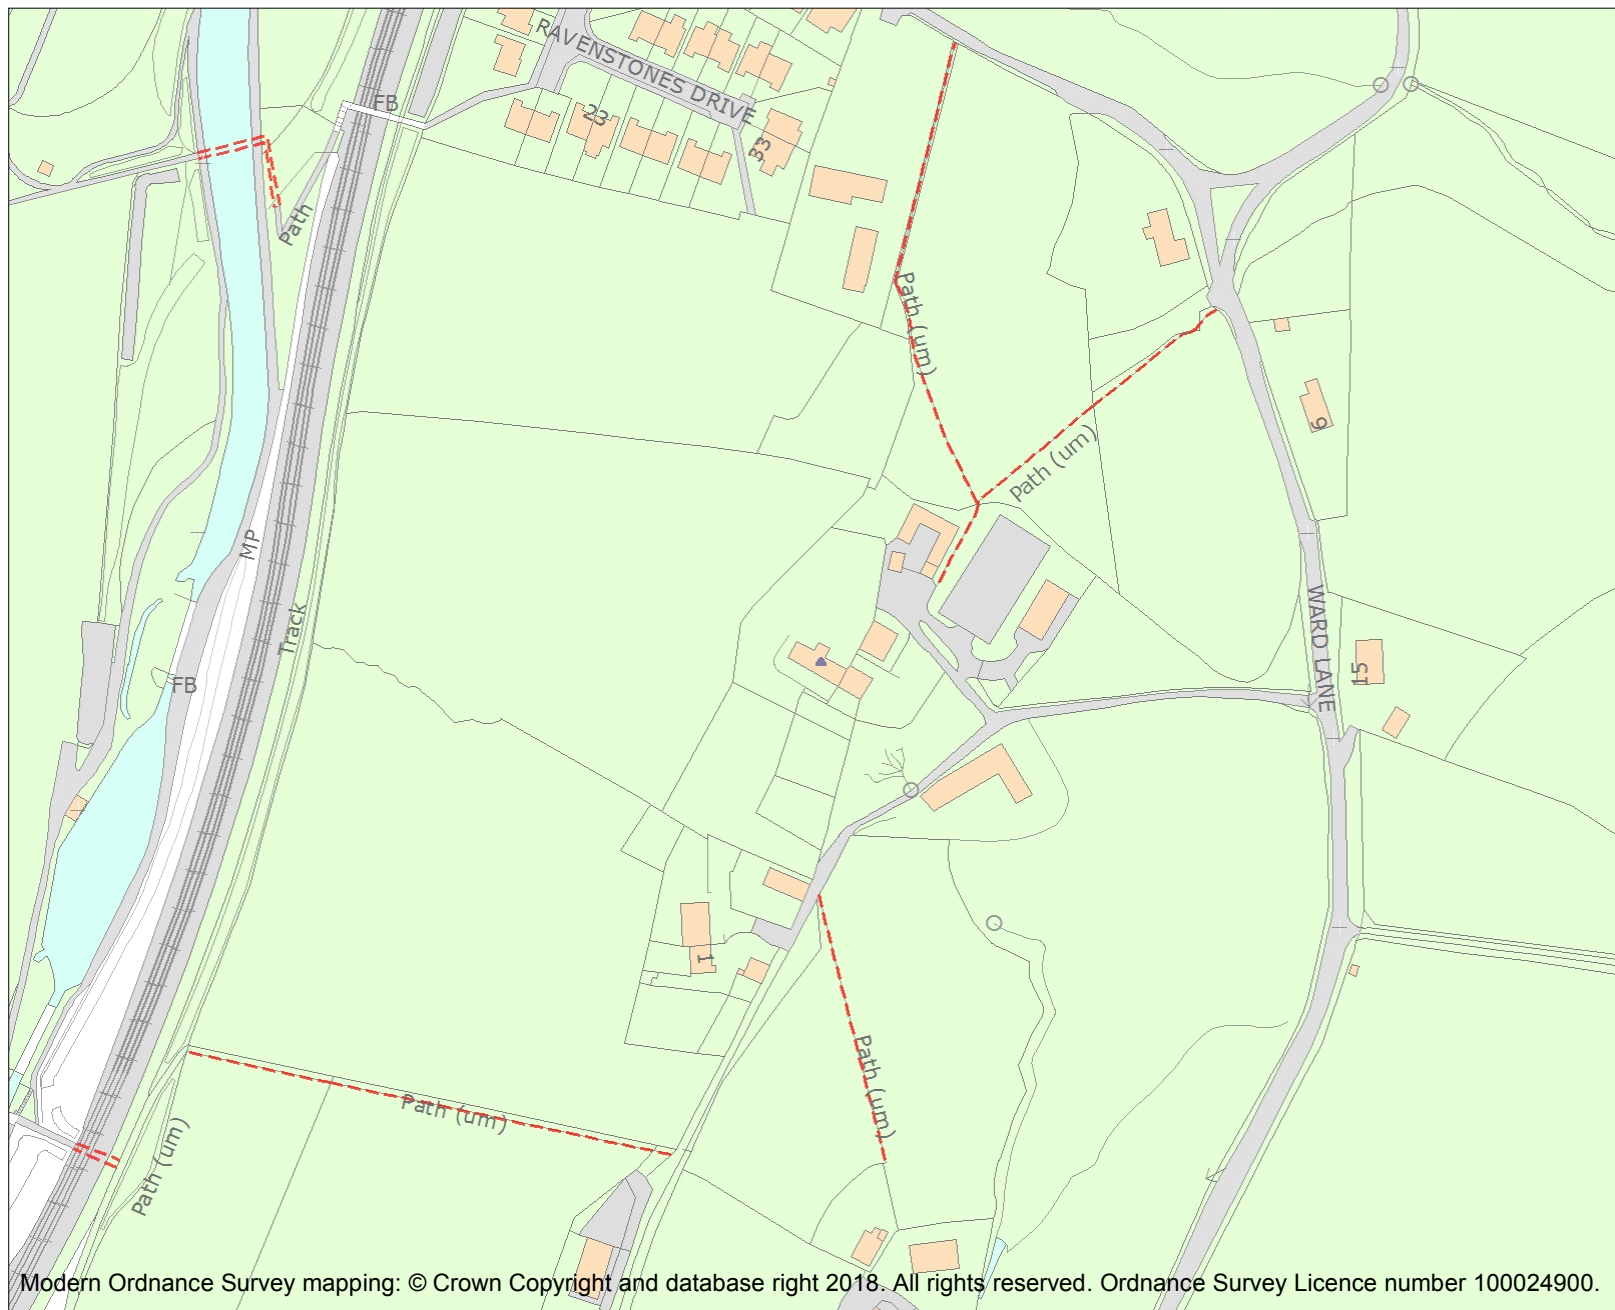 RAVENSTONES DRIVE
FB
23
33
Path
Path (um)
Path (um)
9
MP
Track
FB
WARD LANE
15
1
Path (um)
Path (um)
Path (um)
Modern Ordnance Survey mapping: © Crown Copyright and database right 2018. All rights reserved. Ordnance Survey Licence number 100024900.